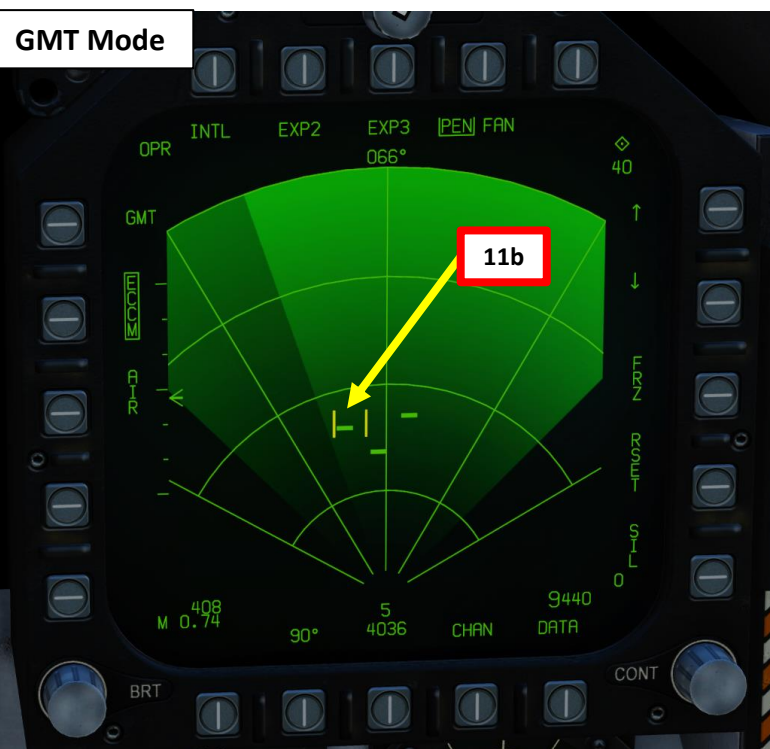 GMT Mode
INTL EXP2 EXP3 PEN FAN
OPR
066°
40
GMT
11b
ECCM
AIR
FRZ
RSET
SIL
0
408
M 0.74
90°
5
4036
CHAN
9440
DATA
BRT
CONT